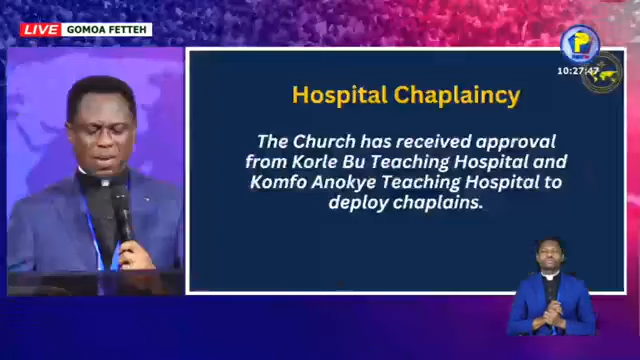 LIVE GOMOA FETTEH
10:27:47
Hospital Chaplaincy
The Church has received approval
from Korle Bu Teaching Hospital and
Komfo Anokye Teaching Hospital to
deploy chaplains.